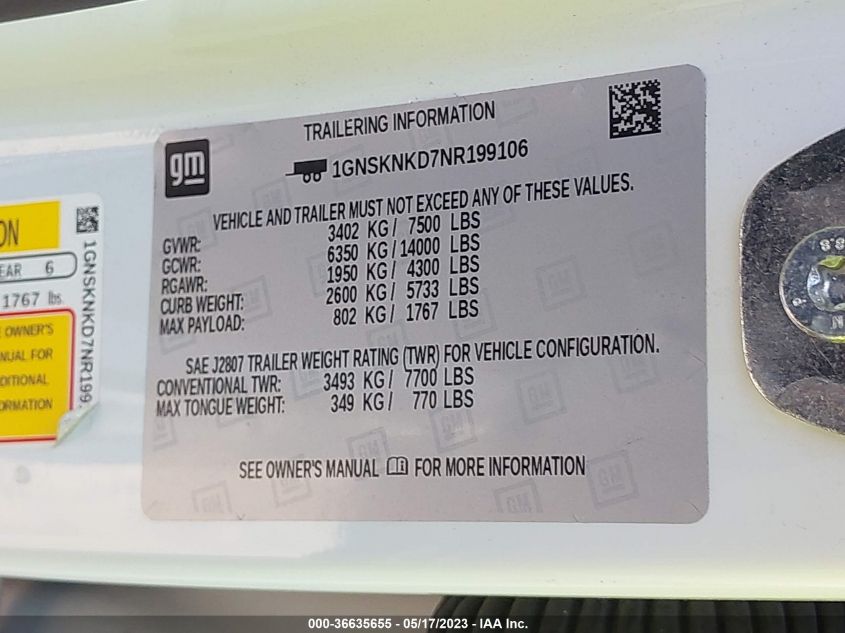 TRAILERING INFORMATION
gm
1GNSKNKD7NR199106
VEHICLE AND TRAILER MUST NOT EXCEED ANY OF THESE VALUES.
GVWR: 3402 KG/ 7500 LBS
GCWR: 6350 KG/14000 LBS
RGAWR: 1950 KG/ 4300 LBS
CURB WEIGHT: 2600 KG/ 5733 LBS
MAX PAYLOAD: 802 KG/ 1767 LBS
SAE J2807 TRAILER WEIGHT RATING (TWR) FOR VEHICLE CONFIGURATION.
CONVENTIONAL TWR: 3493 KG/ 7700 LBS
MAX TONGUE WEIGHT: 349 KG/ 770 LBS
SEE OWNER'S MANUAL FOR MORE INFORMATION
ON
EAR 6
1767 lbs.
E OWNER'S
NUAL FOR
DITIONAL
ORMATION
1GNSKNKD7NR199
8.8
000-36635655 / 05/17/2023 / IAA Inc.